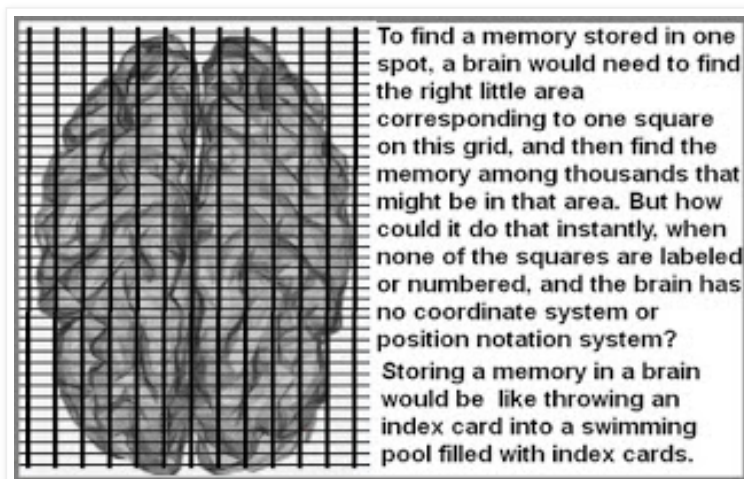 To find a memory stored in one
spot, a brain would need to find
the right little area
corresponding to one square
on this grid, and then find the
memory among thousands that
might be in that area. But how
could it do that instantly, when
none of the squares are labeled
or numbered, and the brain has
no coordinate system or
position notation system?
Storing a memory in a brain
would be like throwing an
index card into a swimming
pool filled with index cards.